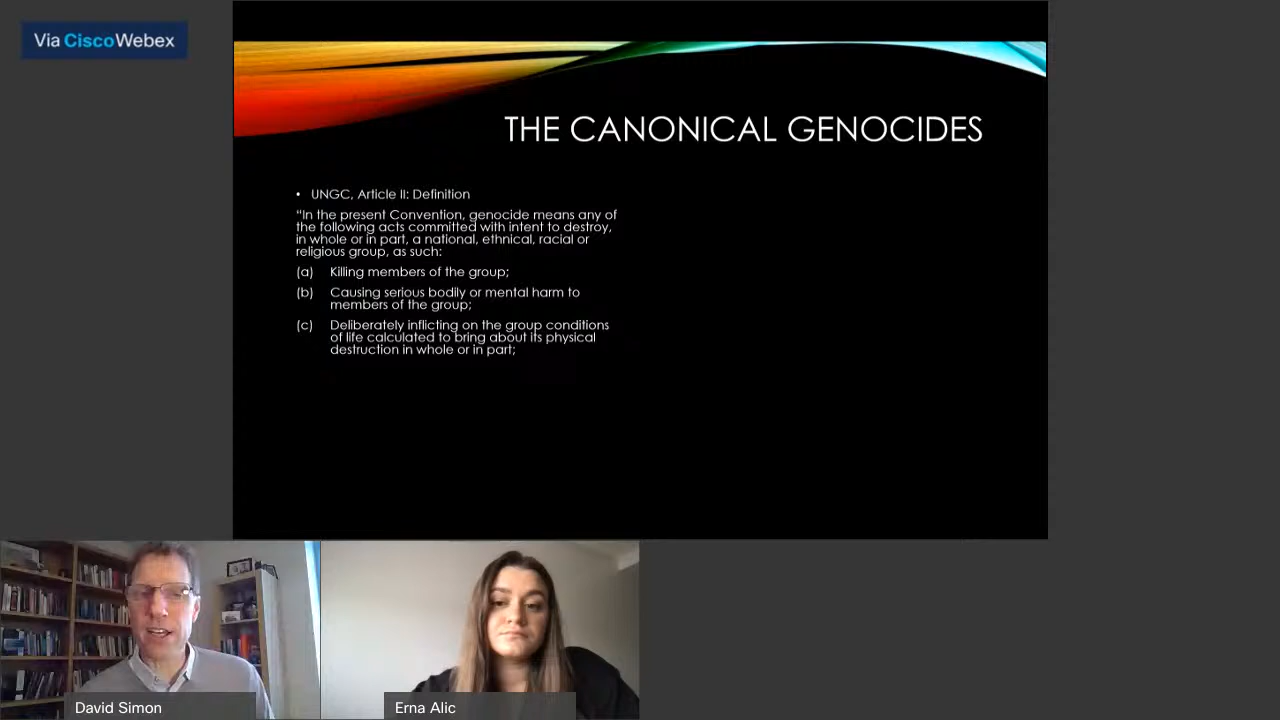 Via Cisco Webex
THE CANONICAL GENOCIDES
• UNGC, Article II: Definition
“In the present Convention, genocide means any of
the following acts committed with intent to destroy,
in whole or in part, a national, ethnical, racial or
religious group, as such:
(a) Killing members of the group;
(b) Causing serious bodily or mental harm to
members of the group;
(c) Deliberately inflicting on the group conditions
of life calculated to bring about its physical
destruction in whole or in part;
David Simon
Erna Alic